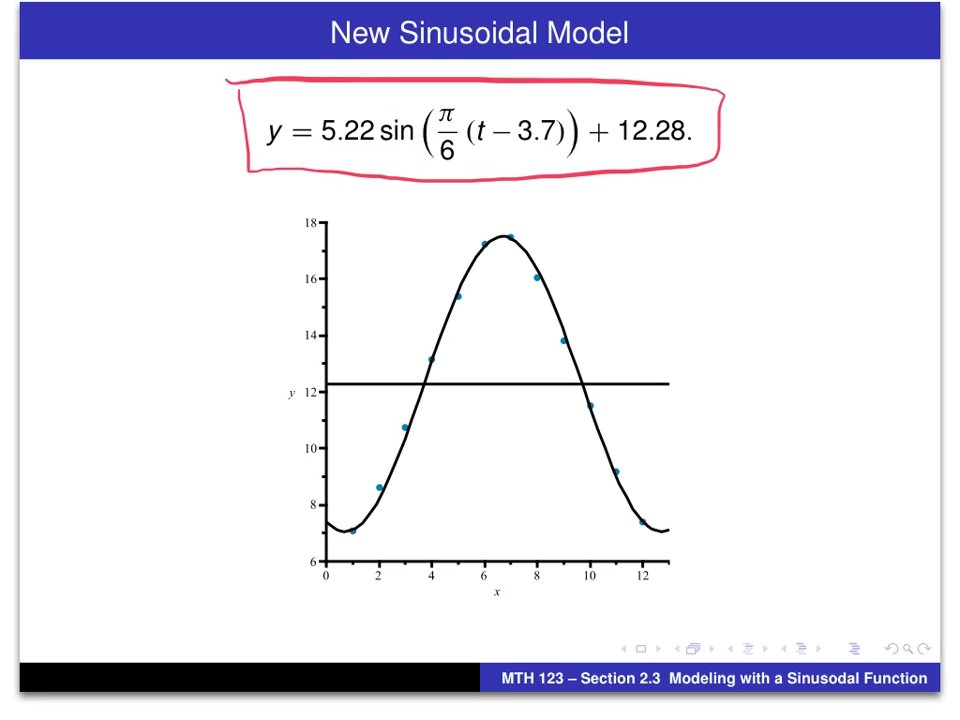 New Sinusoidal Model
y = 5.22 sin (π/6 (t − 3.7)) + 12.28.
18
16
14
y 12
10
8
6
0 2 4 6 8 10 12
x
MTH 123 – Section 2.3 Modeling with a Sinusodal Function